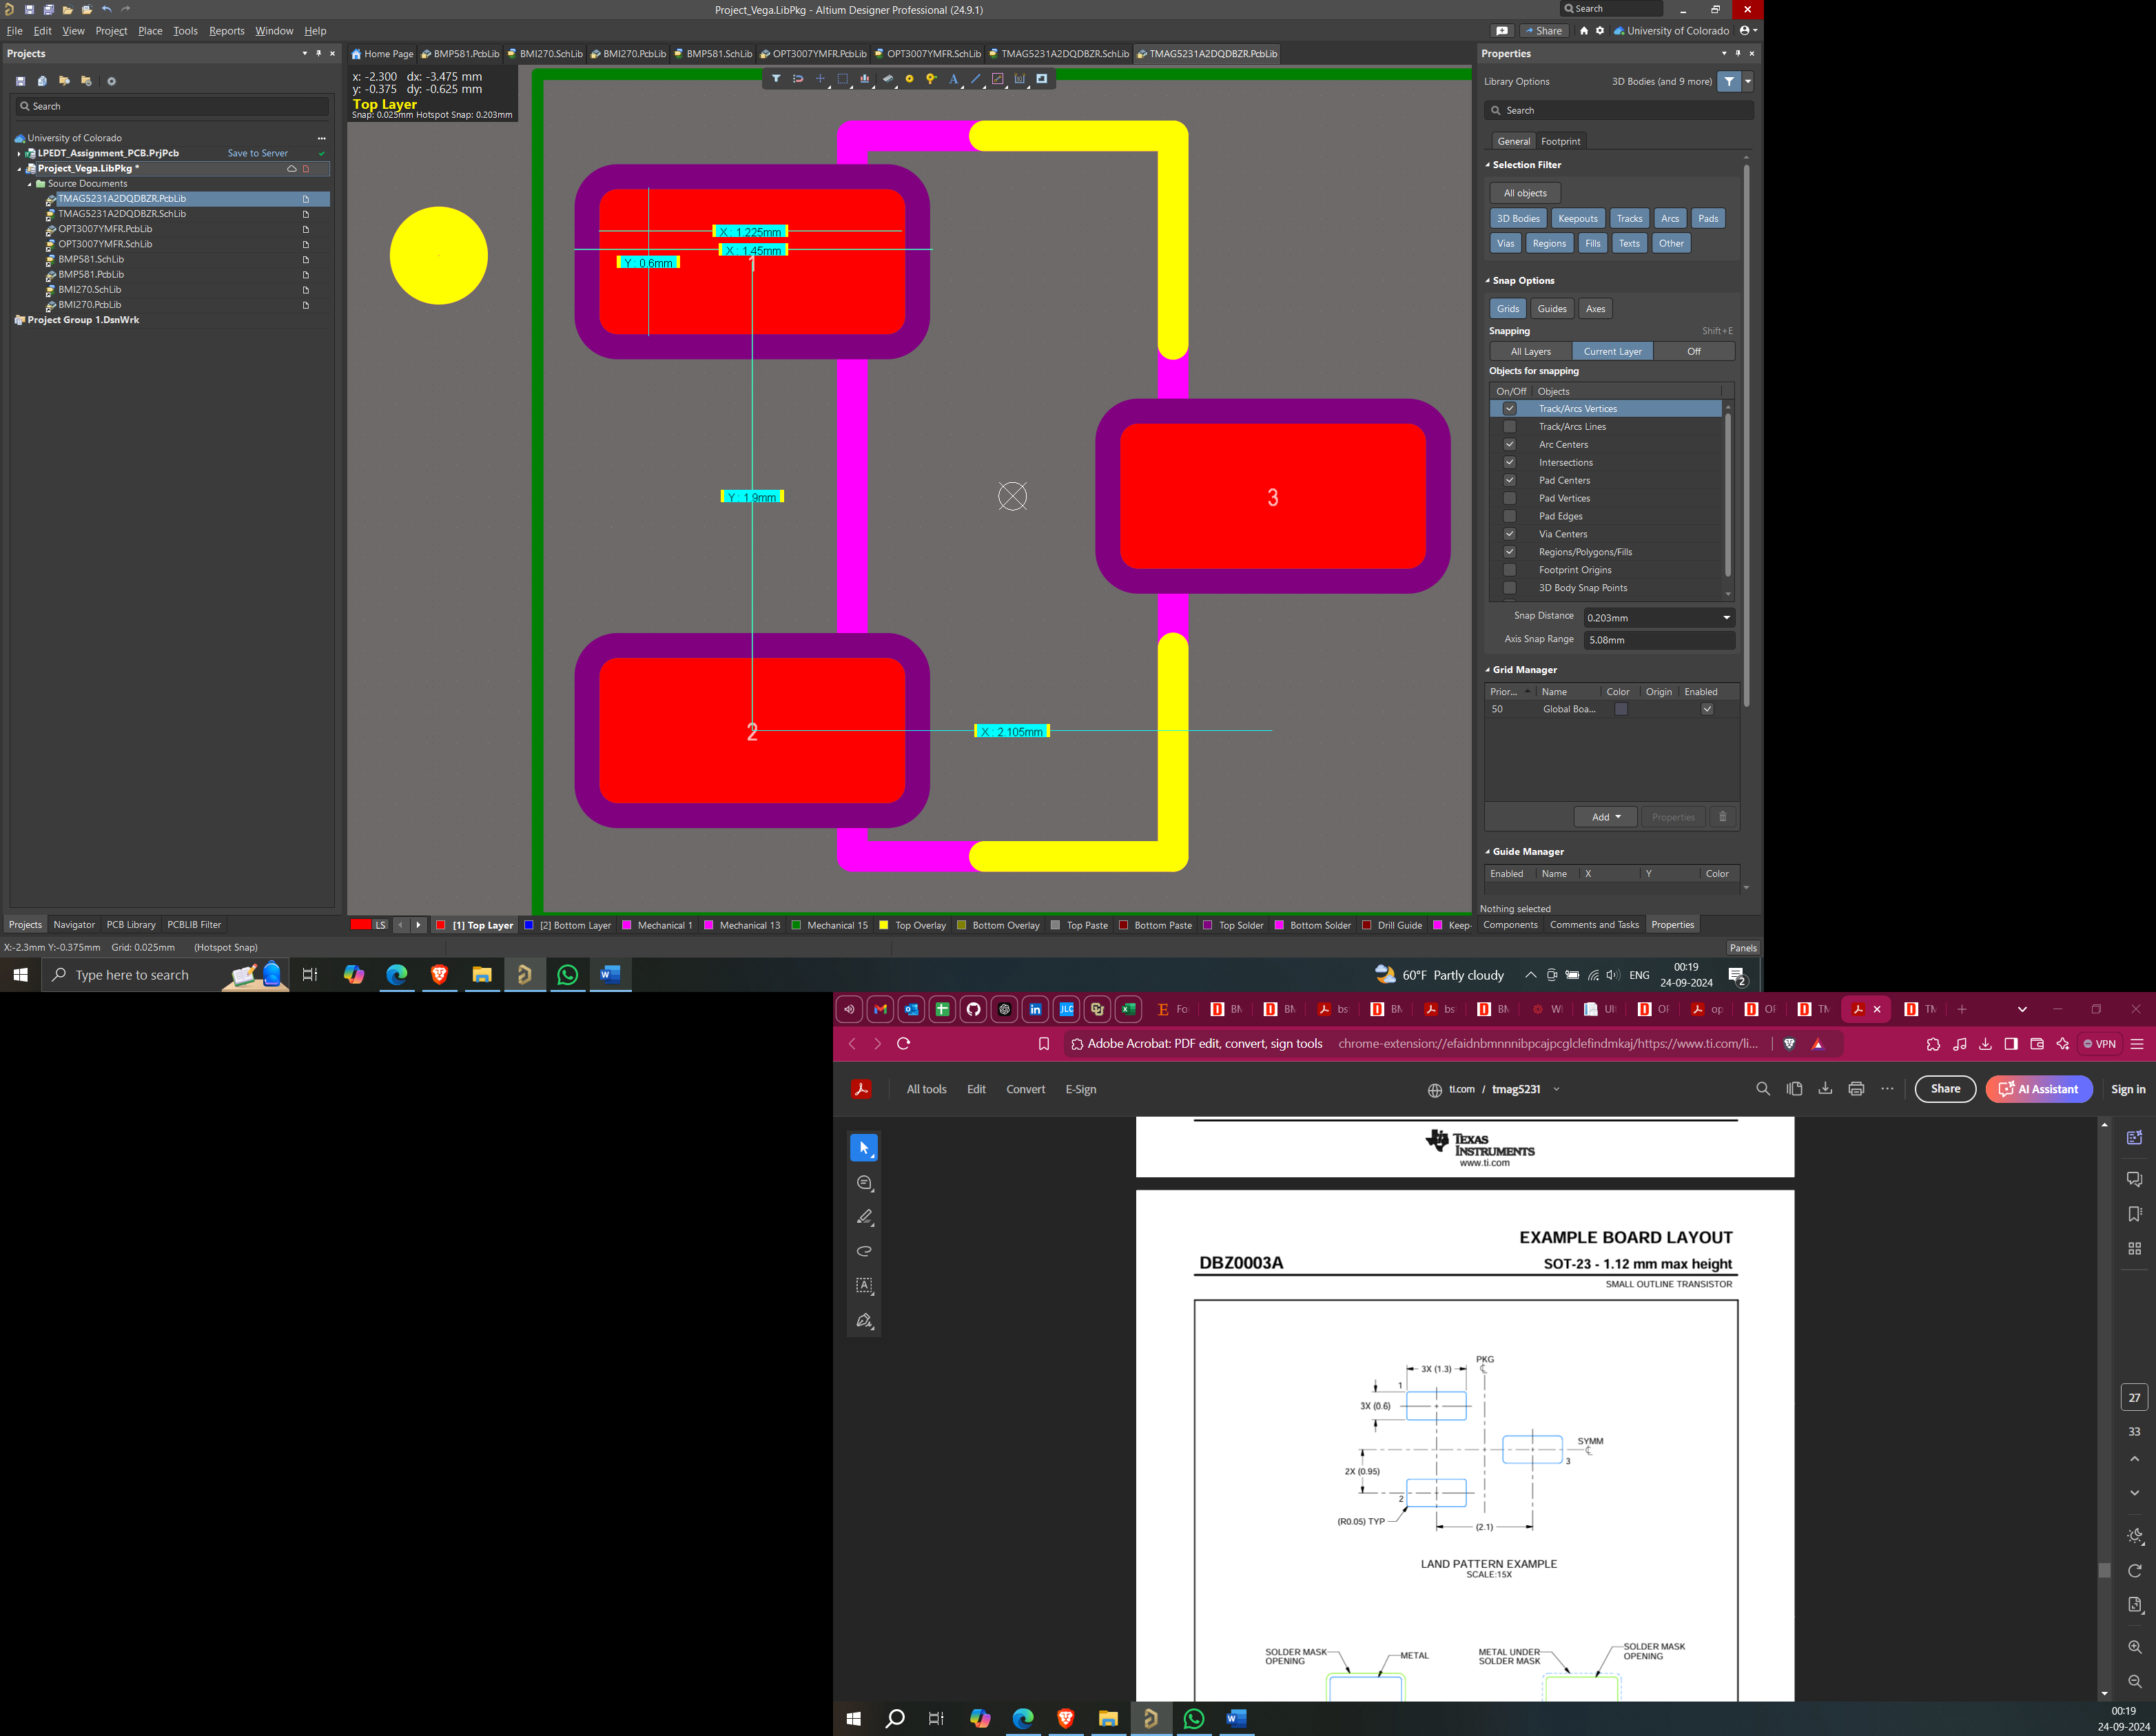 Project_Vega.LibPkg - Altium Designer Professional (24.9.1)
Search
File Edit View Project Place Tools Reports Window Help
Share
University of Colorado
Projects
Search
University of Colorado
LPEDT_Assignment_PCB.PrjPcb Save to Server
Project_Vega.LibPkg *
Source Documents
TMAG5231A2DQDBZR.PcbLib
TMAG5231A2DQDBZR.SchLib
OPT3007YMFR.PcbLib
OPT3007YMFR.SchLib
BMP581.SchLib
BMP581.PcbLib
BMI270.SchLib
BMI270.PcbLib
Project Group 1.DsnWrk
Projects Navigator PCB Library PCBLIB Filter
Home Page BMP581.PcbLib BMI270.SchLib BMI270.PcbLib BMP581.SchLib OPT3007YMFR.PcbLib OPT3007YMFR.SchLib TMAG5231A2DQDBZR.SchLib TMAG5231A2DQDBZR.PcbLib
x: -2.300 dx: -3.475 mm
y: -0.375 dy: -0.625 mm
Top Layer
Snap: 0.025mm Hotspot Snap: 0.203mm
X : 1.225mm
X : 1.45mm
Y : 0.6mm
1
Y : 1.9mm
3
2
X : 2.105mm
LS [1] Top Layer [2] Bottom Layer Mechanical 1 Mechanical 13 Mechanical 15 Top Overlay Bottom Overlay Top Paste Bottom Paste Top Solder Bottom Solder Drill Guide Keep-
Properties
Library Options 3D Bodies (and 9 more)
Search
General Footprint
Selection Filter
All objects
3D Bodies Keepouts Tracks Arcs Pads
Vias Regions Fills Texts Other
Snap Options
Grids Guides Axes
Snapping Shift+E
All Layers Current Layer Off
Objects for snapping
On/Off Objects
Track/Arcs Vertices
Track/Arcs Lines
Arc Centers
Intersections
Pad Centers
Pad Vertices
Pad Edges
Via Centers
Regions/Polygons/Fills
Footprint Origins
3D Body Snap Points
Snap Distance 0.203mm
Axis Snap Range 5.08mm
Grid Manager
Prior... Name Color Origin Enabled
50 Global Boa...
Add Properties
Guide Manager
Enabled Name X Y Color
Nothing selected
Components Comments and Tasks Properties
X:-2.3mm Y:-0.375mm Grid: 0.025mm (Hotspot Snap)
Panels
Type here to search
60°F Partly cloudy
ENG
00:19
24-09-2024
2
JLC Fo BM BM bs BM bs BM Wi Ult OP op OP TM TM
Adobe Acrobat: PDF edit, convert, sign tools chrome-extension://efaidnbmnnnibpcajpcglclefindmkaj/https://www.ti.com/li...
VPN
All tools Edit Convert E-Sign
ti.com / tmag5231
Share AI Assistant Sign in
TEXAS
INSTRUMENTS
www.ti.com
EXAMPLE BOARD LAYOUT
DBZ0003A
SOT-23 - 1.12 mm max height
SMALL OUTLINE TRANSISTOR
PKG
3X (1.3)
1
3X (0.6)
SYMM
3
2X (0.95)
2
(R0.05) TYP
(2.1)
LAND PATTERN EXAMPLE
SCALE:15X
SOLDER MASK
OPENING
METAL
METAL UNDER
SOLDER MASK
SOLDER MASK
OPENING
27
33
00:19
24-09-2024